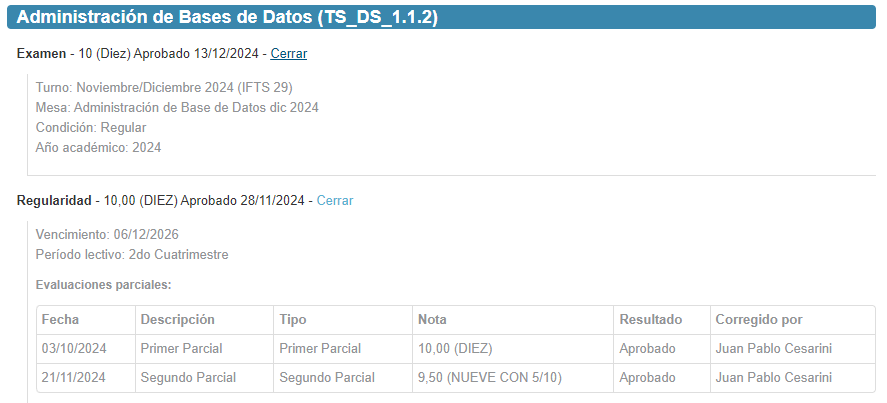 Administración de Bases de Datos (TS_DS_1.1.2)
Examen - 10 (Diez) Aprobado 13/12/2024 - Cerrar
Turno: Noviembre/Diciembre 2024 (IFTS 29)
Mesa: Administración de Base de Datos dic 2024
Condición: Regular
Año académico: 2024
Regularidad - 10,00 (DIEZ) Aprobado 28/11/2024 - Cerrar
Vencimiento: 06/12/2026
Período lectivo: 2do Cuatrimestre
Evaluaciones parciales:
Fecha Descripción Tipo Nota Resultado Corregido por
03/10/2024 Primer Parcial Primer Parcial 10,00 (DIEZ) Aprobado Juan Pablo Cesarini
21/11/2024 Segundo Parcial Segundo Parcial 9,50 (NUEVE CON 5/10) Aprobado Juan Pablo Cesarini